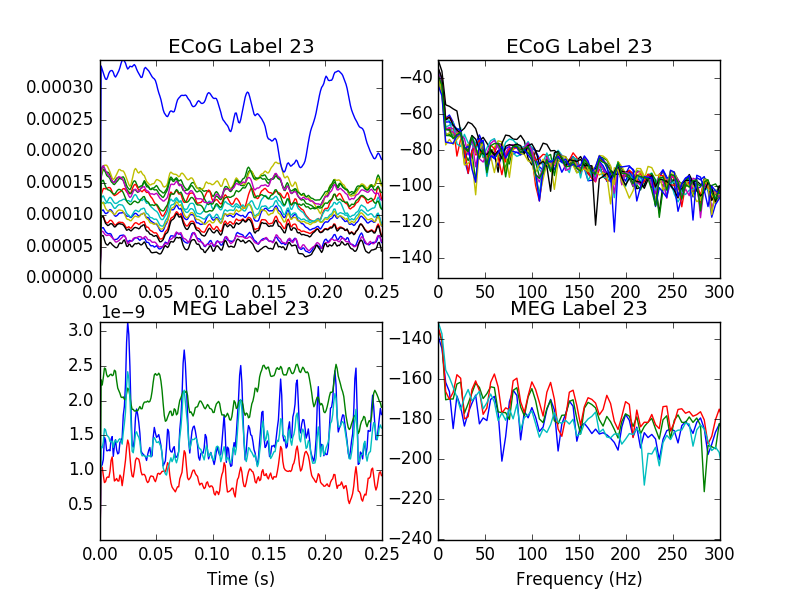 ECoG Label 23
ECoG Label 23
0.00030
0.00025
0.00020
0.00015
0.00010
0.00005
0.00000
0.00 0.05 0.10 0.15 0.20 0.25
−40
−60
−80
−100
−120
−140
0 50 100 150 200 250 300
MEG Label 23
MEG Label 23
1e−9
3.0
2.5
2.0
1.5
1.0
0.5
0.00 0.05 0.10 0.15 0.20 0.25
Time (s)
−140
−160
−180
−200
−220
−240
0 50 100 150 200 250 300
Frequency (Hz)